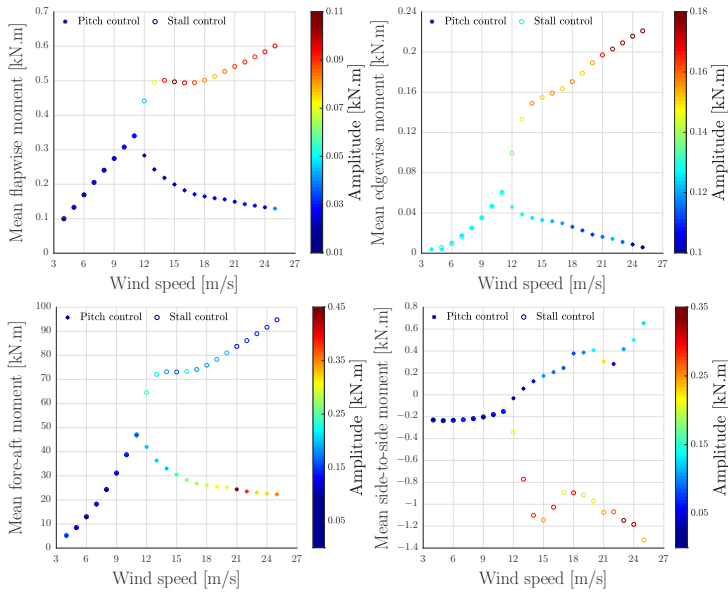 0.7
0.6
0.5
0.4
0.3
0.2
0.1
0
Mean flapwise moment [kN.m]
Pitch control
Stall control
3 6 9 12 15 18 21 24 27
Wind speed [m/s]
0.11
0.09
0.07
0.05
0.03
0.01
Amplitude [kN.m]
0.24
0.2
0.16
0.12
0.08
0.04
0
Mean edgewise moment [kN.m]
Pitch control
Stall control
3 6 9 12 15 18 21 24 27
Wind speed [m/s]
0.18
0.16
0.14
0.12
0.1
Amplitude [kN.m]
100
90
80
70
60
50
40
30
20
10
0
Mean fore-aft moment [kN.m]
Pitch control
Stall control
3 6 9 12 15 18 21 24 27
Wind speed [m/s]
0.45
0.35
0.25
0.15
0.05
Amplitude [kN.m]
0.8
0.6
0.4
0.2
0
−0.2
−0.4
−0.6
−0.8
−1
−1.2
−1.4
Mean side-to-side moment [kN.m]
Pitch control
Stall control
3 6 9 12 15 18 21 24 27
Wind speed [m/s]
0.35
0.25
0.15
0.05
Amplitude [kN.m]